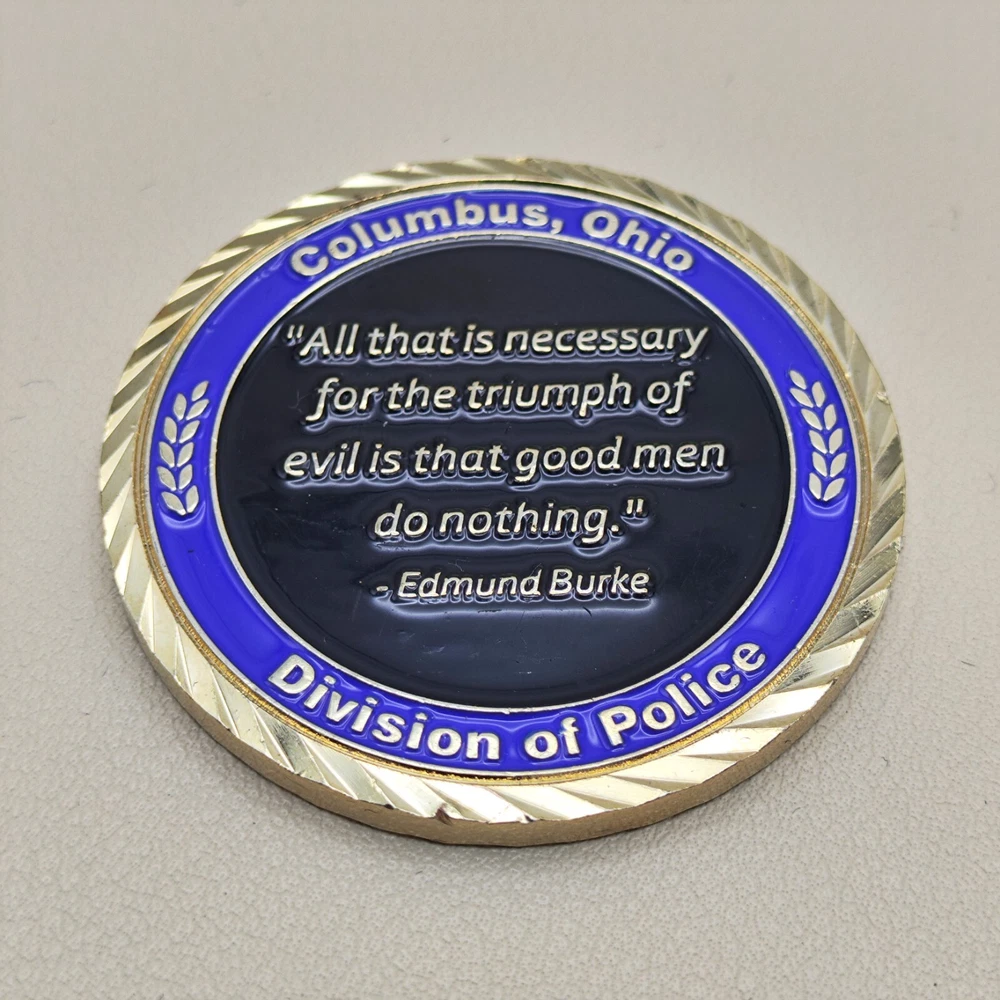 Columbus, Ohio
"All that is necessary
for the triumph of
evil is that good men
do nothing."
- Edmund Burke
Division of Police